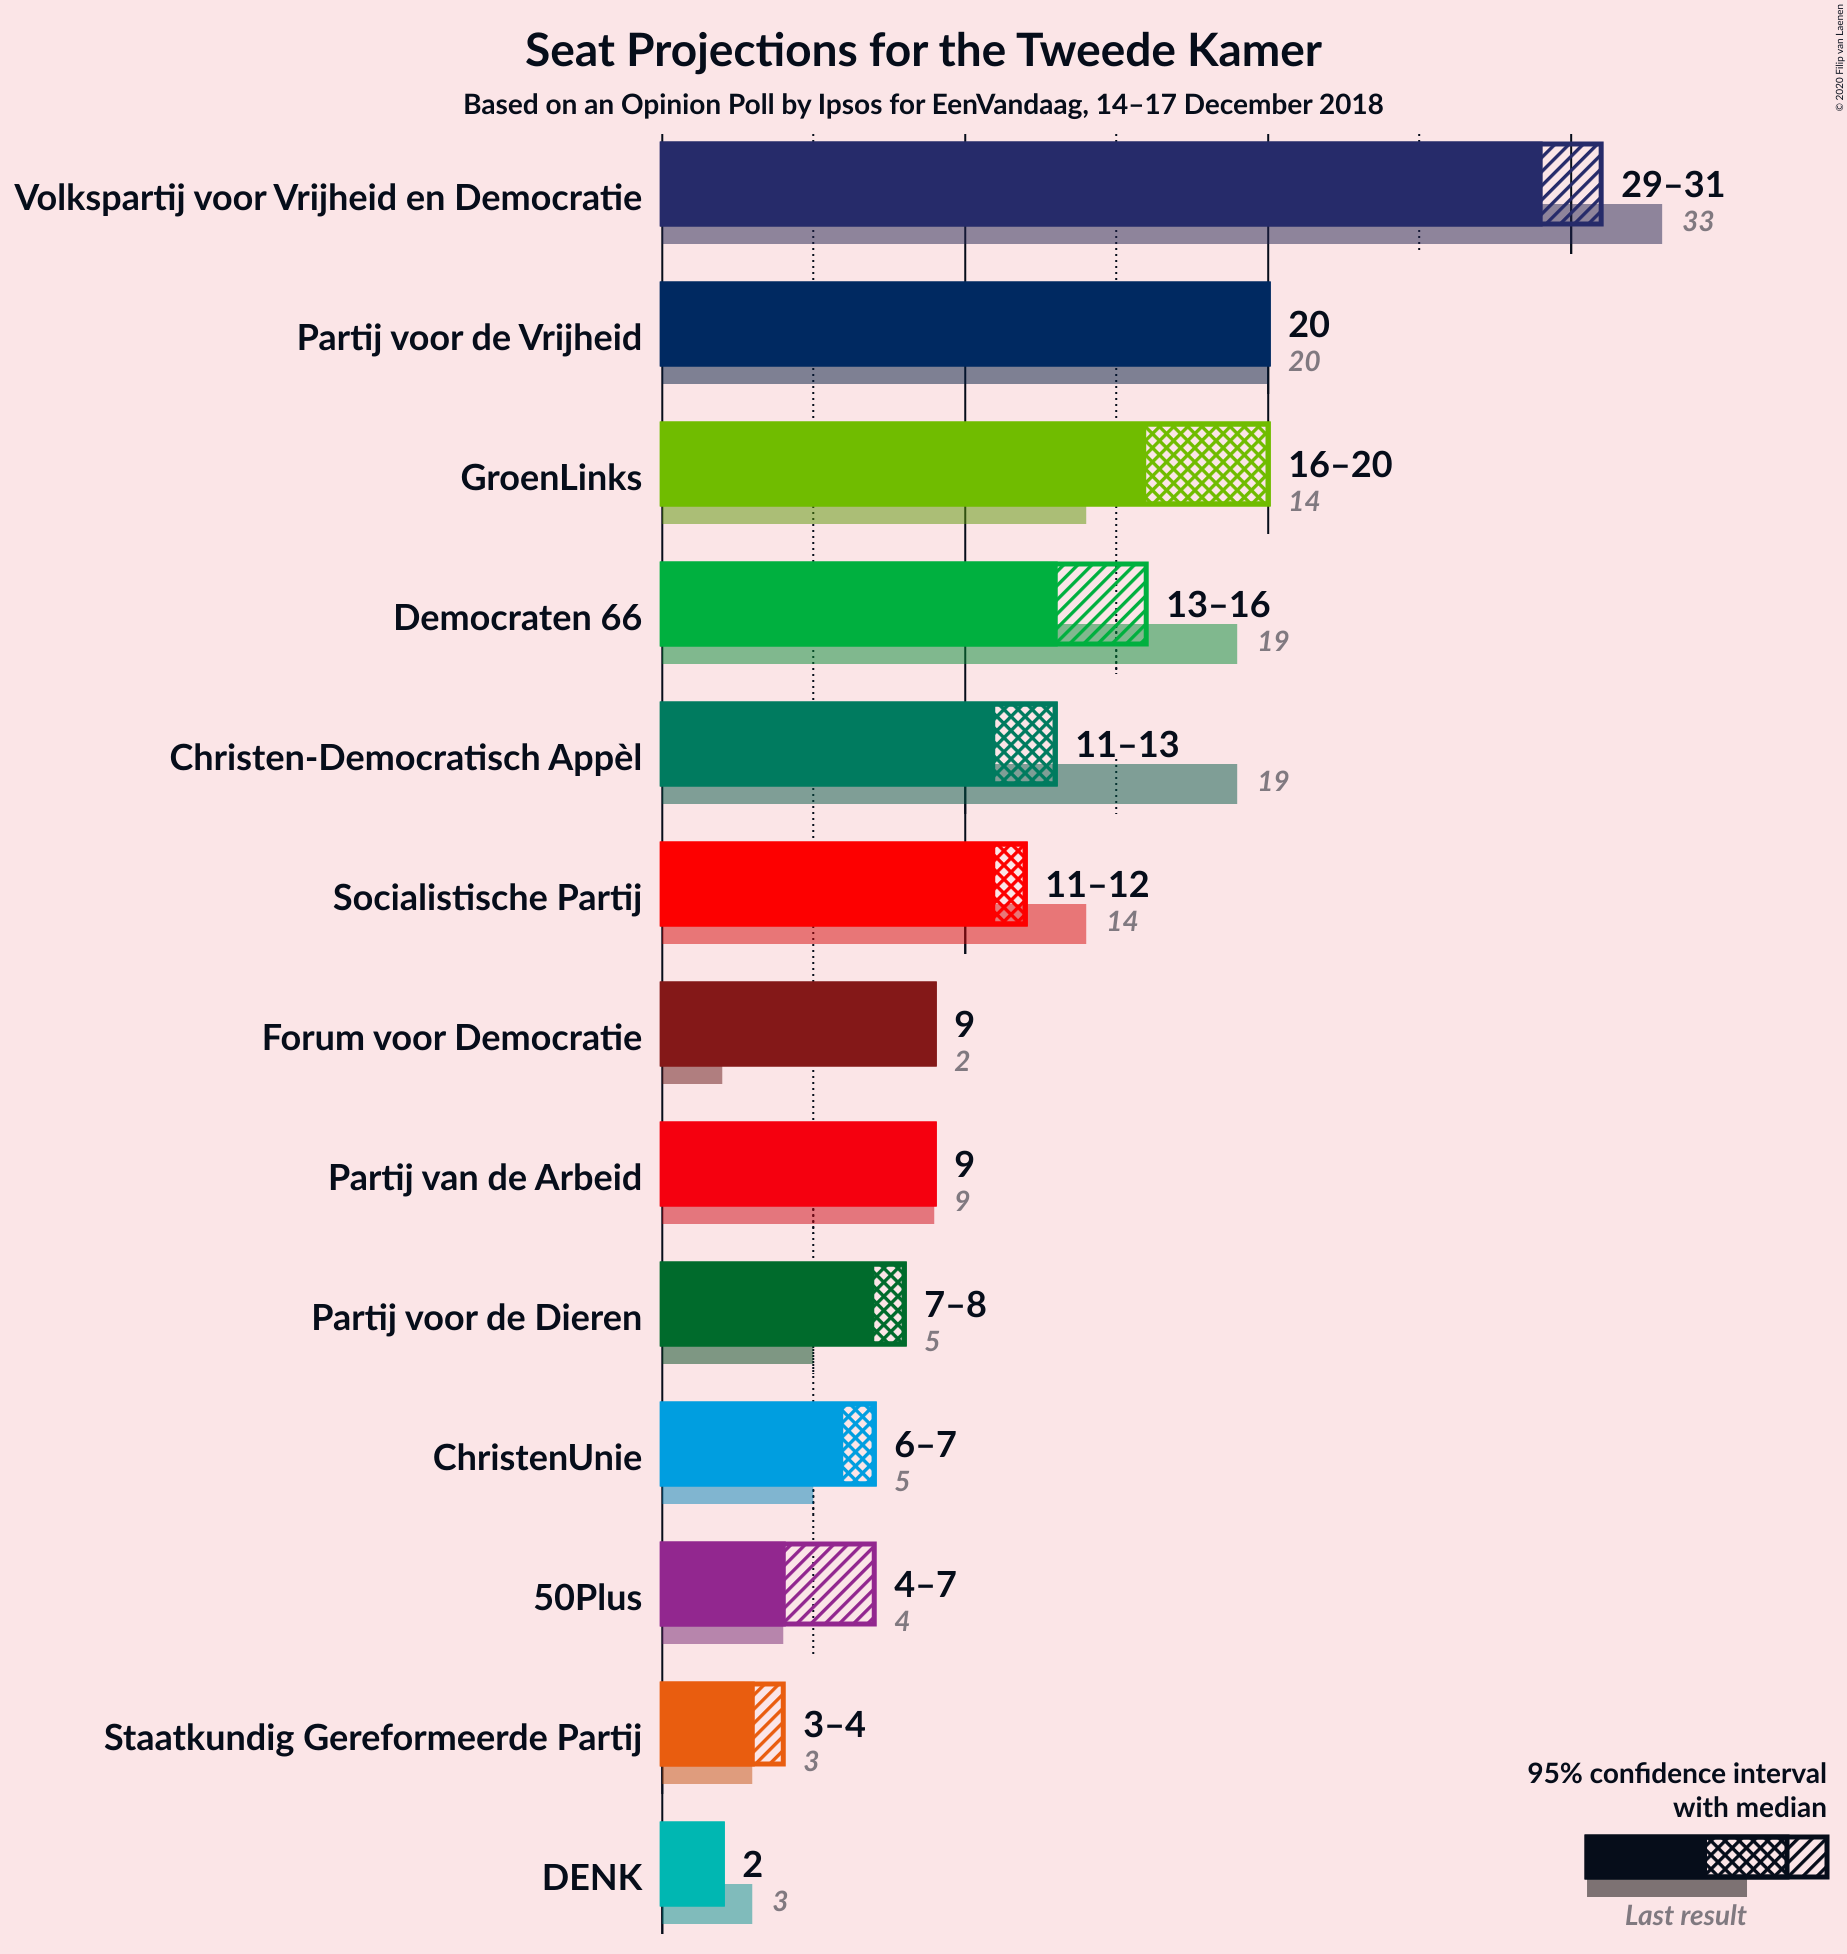 Seat Projections for the Tweede Kamer
Based on an Opinion Poll by Ipsos for EenVandaag, 14–17 December 2018
© 2020 Filip van Laenen
Volkspartij voor Vrijheid en Democratie
29–31
33
Partij voor de Vrijheid
20
20
GroenLinks
16–20
14
Democraten 66
13–16
19
Christen-Democratisch Appèl
11–13
19
Socialistische Partij
11–12
14
Forum voor Democratie
9
2
Partij van de Arbeid
9
9
Partij voor de Dieren
7–8
5
ChristenUnie
6–7
5
50Plus
4–7
4
Staatkundig Gereformeerde Partij
3–4
3
DENK
2
3
95% confidence interval
with median
Last result